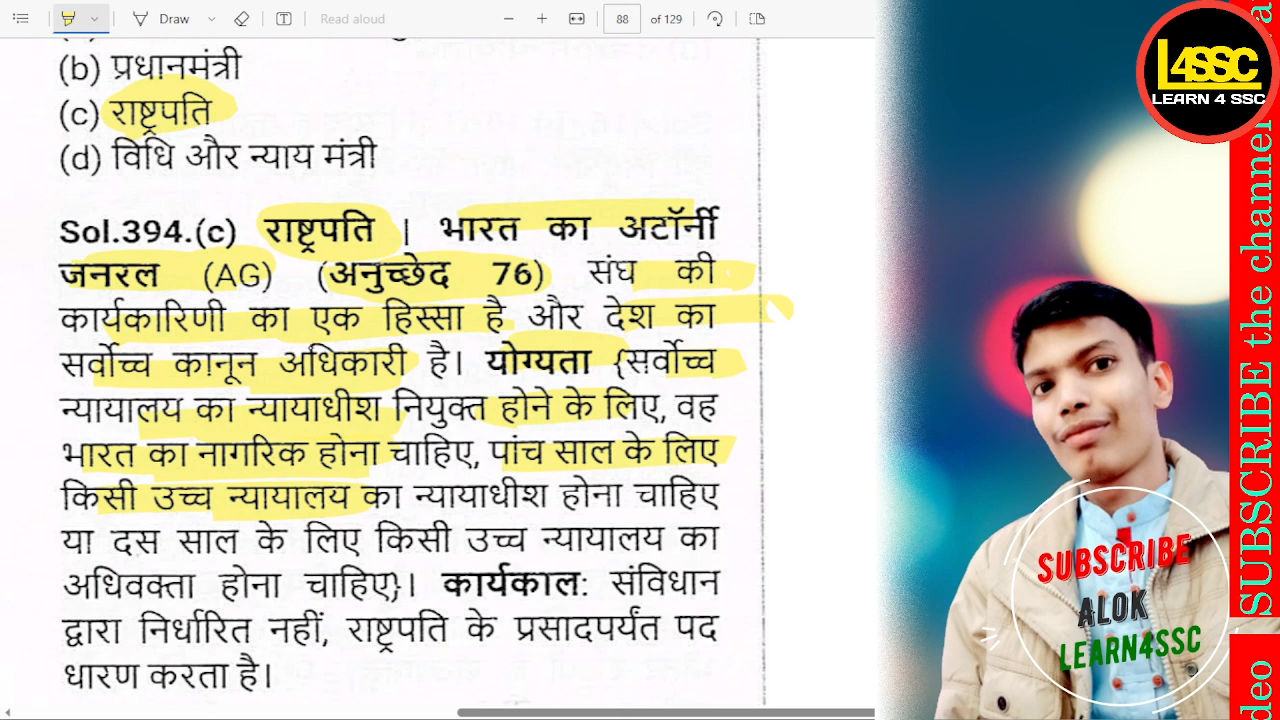 Draw
Read aloud
88
of 129
(b) प्रधानमंत्री
(c) राष्ट्रपति
(d) विधि और न्याय मंत्री
Sol.394.(c) राष्ट्रपति | भारत का अटॉर्नी
जनरल (AG) (अनुच्छेद 76) संघ की
कार्यकारिणी का एक हिस्सा है और देश का
सर्वोच्च कानून अधिकारी है। योग्यता {सर्वोच्च
न्यायालय का न्यायाधीश नियुक्त होने के लिए, वह
भारत का नागरिक होना चाहिए, पांच साल के लिए
किसी उच्च न्यायालय का न्यायाधीश होना चाहिए
या दस साल के लिए किसी उच्च न्यायालय का
अधिवक्ता होना चाहिए}। कार्यकाल: संविधान
द्वारा निर्धारित नहीं, राष्ट्रपति के प्रसादपर्यंत पद
धारण करता है।
L4SSC
LEARN 4 SSC
SUBSCRIBE the channel
SUBSCRIBE
ALOK
LEARN4SSC